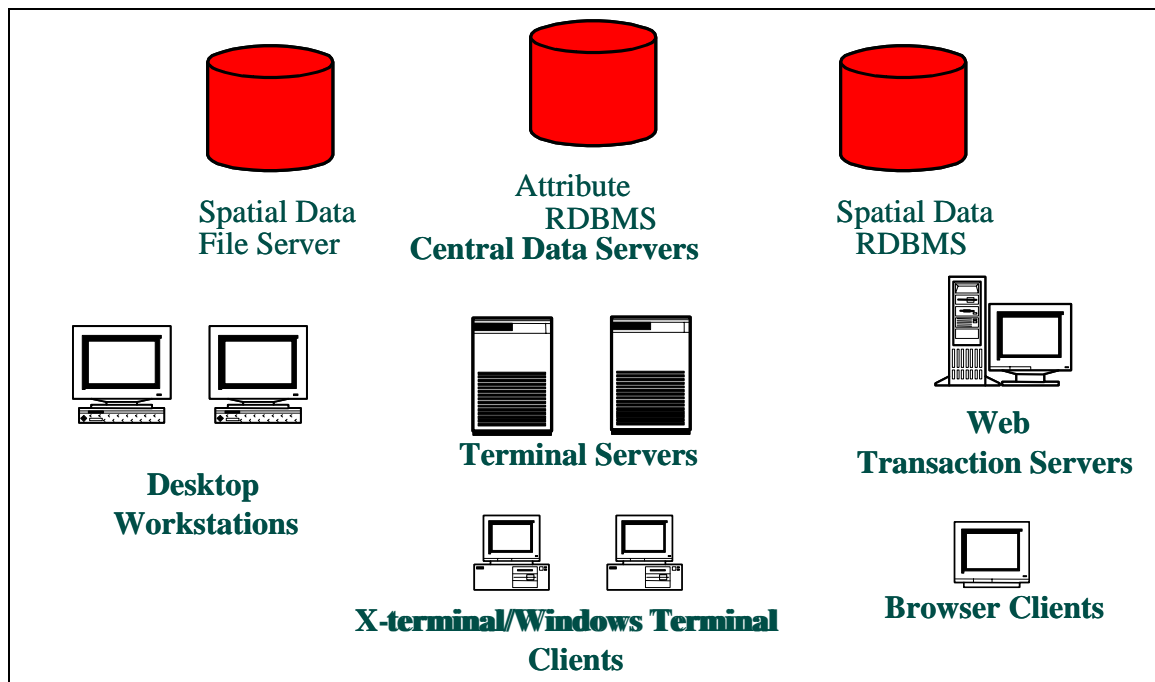 Spatial Data
File Server
Attribute
RDBMS
Spatial Data
RDBMS
Central Data Servers
Desktop
Workstations
Terminal Servers
Web
Transaction Servers
X-terminal/Windows Terminal
Clients
Browser Clients